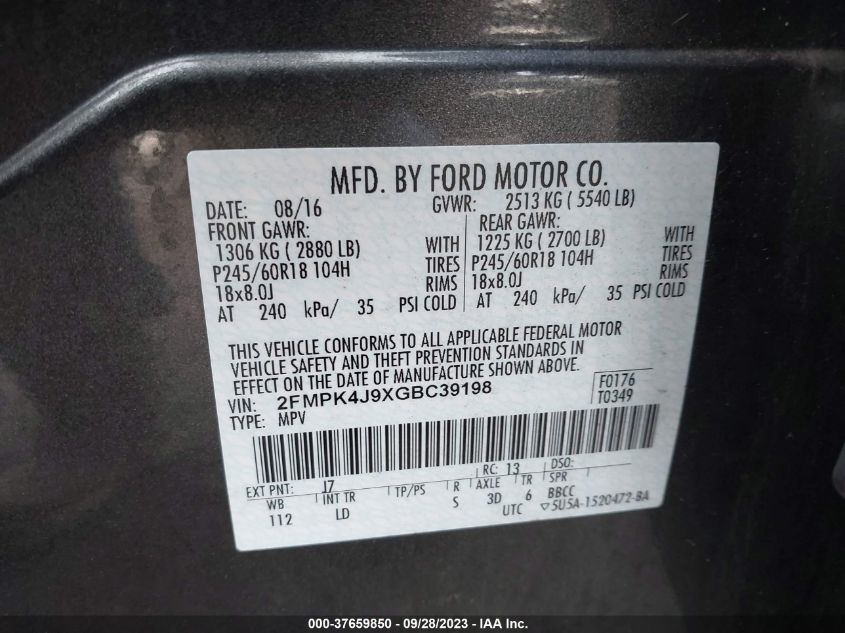 MFD. BY FORD MOTOR CO.
DATE: 08/16 GVWR: 2513 KG ( 5540 LB)
FRONT GAWR: REAR GAWR:
1306 KG ( 2880 LB) WITH 1225 KG ( 2700 LB) WITH
P245/60R18 104H TIRES P245/60R18 104H TIRES
18x8.0J RIMS 18x8.0J RIMS
AT 240 kPa/ 35 PSI COLD AT 240 kPa/ 35 PSI COLD
THIS VEHICLE CONFORMS TO ALL APPLICABLE FEDERAL MOTOR
VEHICLE SAFETY AND THEFT PREVENTION STANDARDS IN
EFFECT ON THE DATE OF MANUFACTURE SHOWN ABOVE.
VIN: 2FMPK4J9XGBC39198 F0176
TYPE: MPV T0349
EXT PNT: J7 RC: 13 DSO:
WB INT TR TP/PS R AXLE TR SPR
112 LD S 3D 6 BBCC
UTC ▽5U5A-1520472-BA
000-37659850 - 09/28/2023 - IAA Inc.